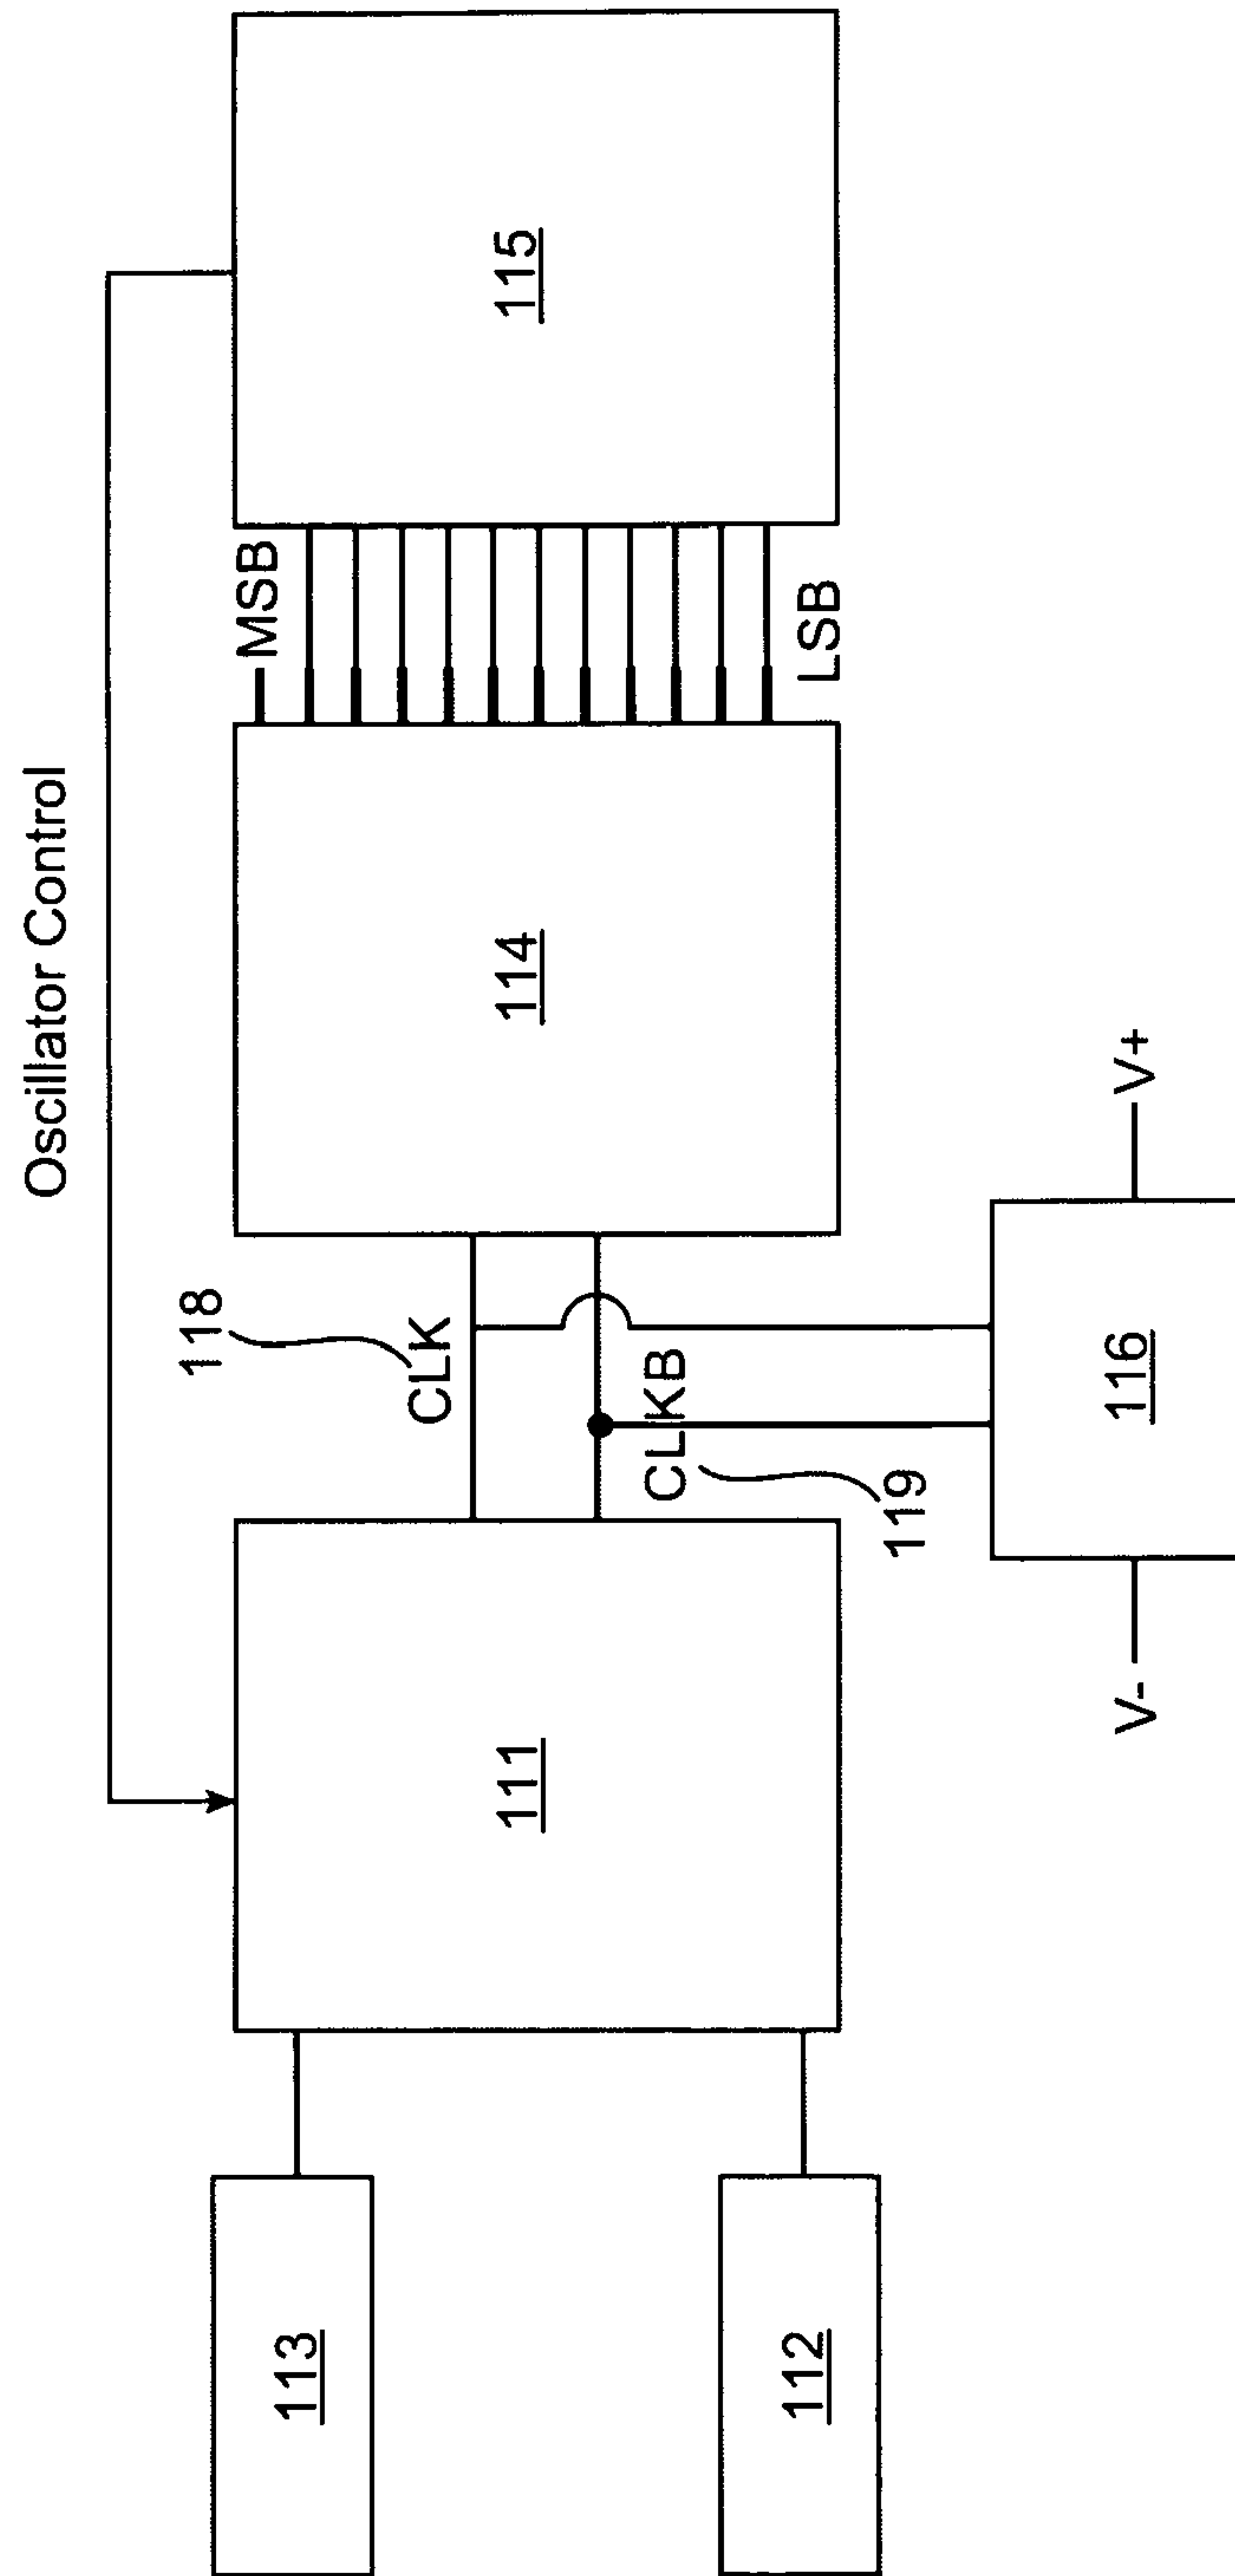 Oscillator Control
113
112
111
118
CLK
CLKB
119
114
MSB
LSB
115
V-
116
V+